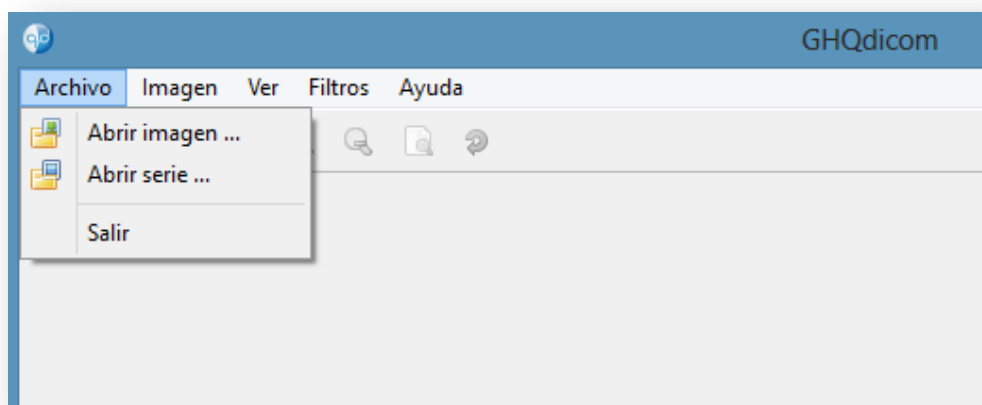 GHQdicom
Archivo Imagen Ver Filtros Ayuda
Abrir imagen ...
Abrir serie ...
Salir